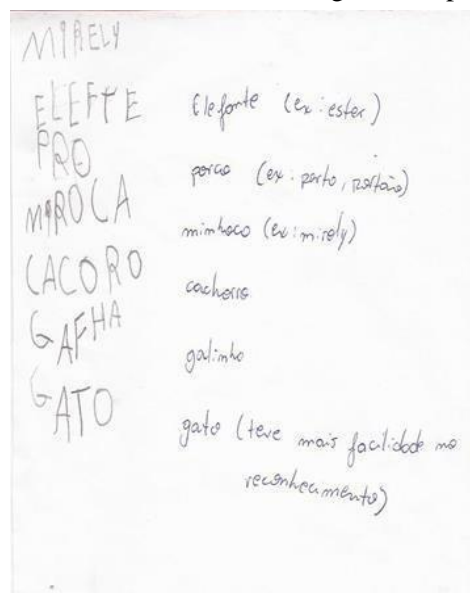 MIRELY
ELEFTE Elefante (ex: ester)
PRO porco (ex: porto, portão)
MIROCA minhoca (ex: mirely)
CACORO cachorro
GAFHA galinha
GATO gato (teve mais facilidade no
reconhecimento)